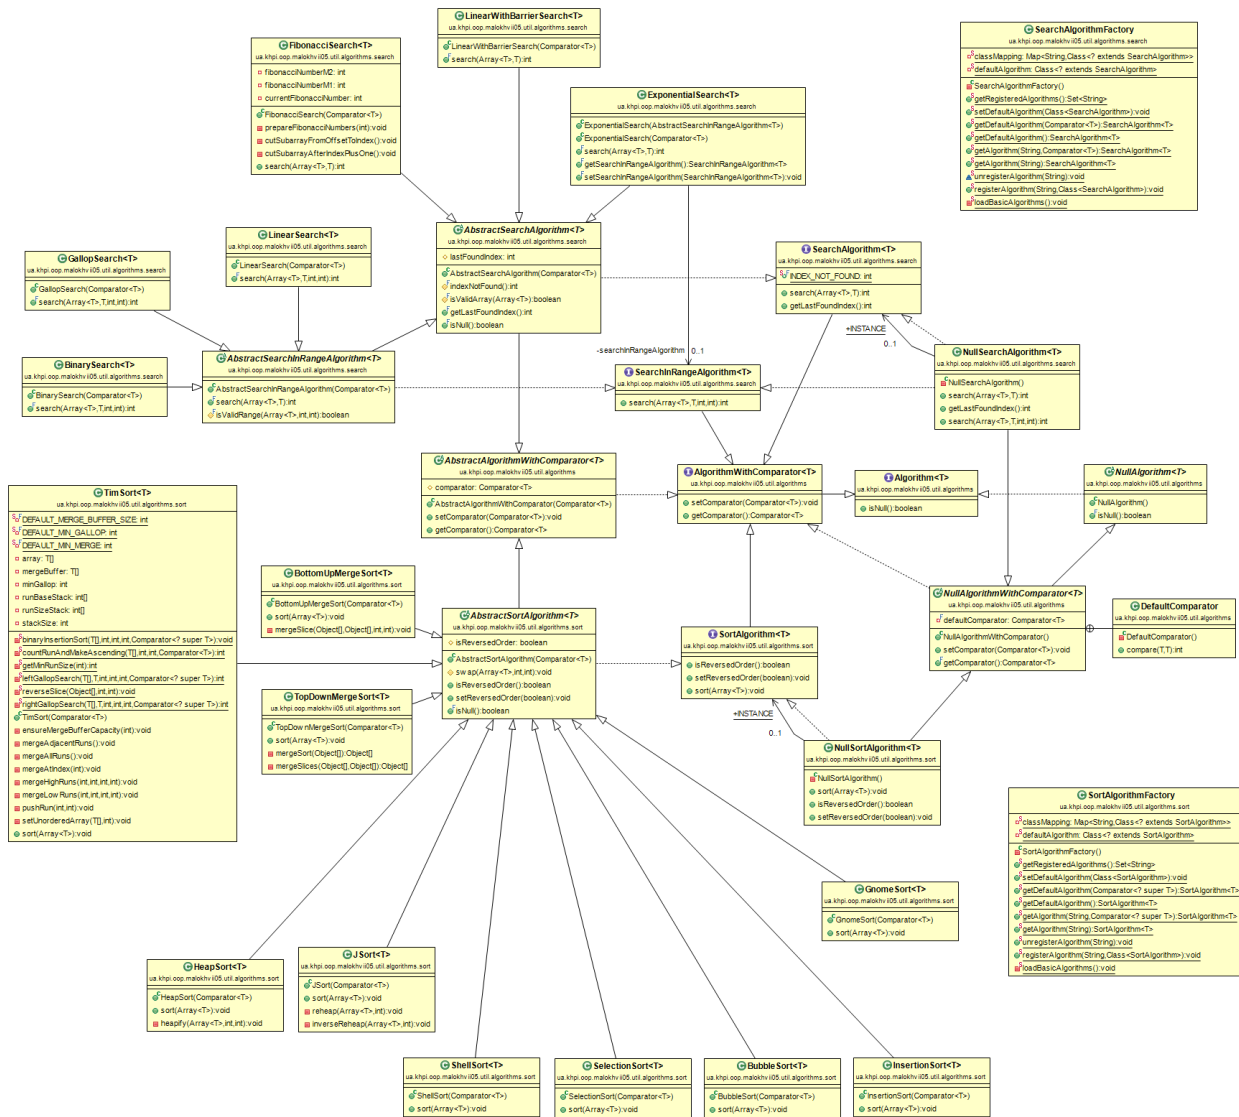 LinearWithBarrierSearch<T>
ua.khpi.oop.malokhvii05.util.algorithms.search
LinearWithBarrierSearch(Comparator<T>)
search(Array<T>,T):int
FibonacciSearch<T>
ua.khpi.oop.malokhvii05.util.algorithms.search
fibonacciNumberM2: int
fibonacciNumberM1: int
currentFibonacciNumber: int
FibonacciSearch(Comparator<T>)
prepareFibonacciNumbers(int):void
cutSubarrayFromOffsetToIndex():void
cutSubarrayAfterIndexPlusOne():void
search(Array<T>,T):int
ExponentialSearch<T>
ua.khpi.oop.malokhvii05.util.algorithms.search
ExponentialSearch(AbstractSearchInRangeAlgorithm<T>)
ExponentialSearch(Comparator<T>)
search(Array<T>,T):int
getSearchInRangeAlgorithm():SearchInRangeAlgorithm<T>
setSearchInRangeAlgorithm(SearchInRangeAlgorithm<T>):void
SearchAlgorithmFactory
ua.khpi.oop.malokhvii05.util.algorithms.search
classMapping: Map<String,Class<? extends SearchAlgorithm>>
defaultAlgorithm: Class<? extends SearchAlgorithm>
SearchAlgorithmFactory()
getRegisteredAlgorithms():Set<String>
setDefaultAlgorithm(Class<SearchAlgorithm>):void
getDefaultAlgorithm(Comparator<T>):SearchAlgorithm<T>
getDefaultAlgorithm():SearchAlgorithm<T>
getAlgorithm(String,Comparator<T>):SearchAlgorithm<T>
getAlgorithm(String):SearchAlgorithm<T>
unregisterAlgorithm(String):void
registerAlgorithm(String,Class<SearchAlgorithm>):void
loadBasicAlgorithms():void
GallopSearch<T>
ua.khpi.oop.malokhvii05.util.algorithms.search
GallopSearch(Comparator<T>)
search(Array<T>,T,int,int):int
LinearSearch<T>
ua.khpi.oop.malokhvii05.util.algorithms.search
LinearSearch(Comparator<T>)
search(Array<T>,T,int,int):int
AbstractSearchAlgorithm<T>
ua.khpi.oop.malokhvii05.util.algorithms.search
lastFoundIndex: int
AbstractSearchAlgorithm(Comparator<T>)
indexNotFound():int
isValidArray(Array<T>):boolean
getLastFoundIndex():int
isNull():boolean
SearchAlgorithm<T>
ua.khpi.oop.malokhvii05.util.algorithms.search
INDEX_NOT_FOUND: int
search(Array<T>,T):int
getLastFoundIndex():int
+INSTANCE
0..1
BinarySearch<T>
ua.khpi.oop.malokhvii05.util.algorithms.search
BinarySearch(Comparator<T>)
search(Array<T>,T,int,int):int
AbstractSearchInRangeAlgorithm<T>
ua.khpi.oop.malokhvii05.util.algorithms.search
AbstractSearchInRangeAlgorithm(Comparator<T>)
search(Array<T>,T):int
isValidRange(Array<T>,int,int):boolean
-searchInRangeAlgorithm
0..1
SearchInRangeAlgorithm<T>
ua.khpi.oop.malokhvii05.util.algorithms.search
search(Array<T>,T,int,int):int
NullSearchAlgorithm<T>
ua.khpi.oop.malokhvii05.util.algorithms.search
NullSearchAlgorithm()
search(Array<T>,T):int
getLastFoundIndex():int
search(Array<T>,T,int,int):int
AbstractAlgorithmWithComparator<T>
ua.khpi.oop.malokhvii05.util.algorithms
comparator: Comparator<T>
AbstractAlgorithmWithComparator(Comparator<T>)
setComparator(Comparator<T>):void
getComparator():Comparator<T>
AlgorithmWithComparator<T>
ua.khpi.oop.malokhvii05.util.algorithms
setComparator(Comparator<T>):void
getComparator():Comparator<T>
Algorithm<T>
ua.khpi.oop.malokhvii05.util.algorithms
isNull():boolean
NullAlgorithm<T>
ua.khpi.oop.malokhvii05.util.algorithms
NullAlgorithm()
isNull():boolean
TimSort<T>
ua.khpi.oop.malokhvii05.util.algorithms.sort
DEFAULT_MERGE_BUFFER_SIZE: int
DEFAULT_MIN_GALLOP: int
DEFAULT_MIN_MERGE: int
array: T[]
mergeBuffer: T[]
minGallop: int
runBaseStack: int[]
runSizeStack: int[]
stackSize: int
binaryInsertionSort(T[],int,int,int,Comparator<? super T>):void
countRunAndMakeAscending(T[],int,int,Comparator<T>):int
getMinRunSize(int):int
leftGallopSearch(T[],T,int,int,int,Comparator<? super T>):int
reverseSlice(Object[],int,int):void
rightGallopSearch(T[],T,int,int,int,Comparator<? super T>):int
TimSort(Comparator<T>)
ensureMergeBufferCapacity(int):void
mergeAdjacentRuns():void
mergeAllRuns():void
mergeAtIndex(int):void
mergeHighRuns(int,int,int,int):void
mergeLowRuns(int,int,int,int):void
pushRun(int,int):void
setUnorderedArray(T[],int):void
sort(Array<T>):void
BottomUpMergeSort<T>
ua.khpi.oop.malokhvii05.util.algorithms.sort
BottomUpMergeSort(Comparator<T>)
sort(Array<T>):void
mergeSlice(Object[],Object[],int,int):void
AbstractSortAlgorithm<T>
ua.khpi.oop.malokhvii05.util.algorithms.sort
isReversedOrder: boolean
AbstractSortAlgorithm(Comparator<T>)
swap(Array<T>,int,int):void
isReversedOrder():boolean
setReversedOrder(boolean):void
isNull():boolean
SortAlgorithm<T>
ua.khpi.oop.malokhvii05.util.algorithms.sort
isReversedOrder():boolean
setReversedOrder(boolean):void
sort(Array<T>):void
NullAlgorithmWithComparator<T>
ua.khpi.oop.malokhvii05.util.algorithms
defaultComparator: Comparator<T>
NullAlgorithmWithComparator()
setComparator(Comparator<T>):void
getComparator():Comparator<T>
DefaultComparator
ua.khpi.oop.malokhvii05.util.algorithms
DefaultComparator()
compare(T,T):int
TopDownMergeSort<T>
ua.khpi.oop.malokhvii05.util.algorithms.sort
TopDownMergeSort(Comparator<T>)
sort(Array<T>):void
mergeSort(Object[]):Object[]
mergeSlices(Object[],Object[]):Object[]
+INSTANCE
0..1
NullSortAlgorithm<T>
ua.khpi.oop.malokhvii05.util.algorithms.sort
NullSortAlgorithm()
sort(Array<T>):void
isReversedOrder():boolean
setReversedOrder(boolean):void
SortAlgorithmFactory
ua.khpi.oop.malokhvii05.util.algorithms.sort
classMapping: Map<String,Class<? extends SortAlgorithm>>
defaultAlgorithm: Class<? extends SortAlgorithm>
SortAlgorithmFactory()
getRegisteredAlgorithms():Set<String>
setDefaultAlgorithm(Class<SortAlgorithm>):void
getDefaultAlgorithm(Comparator<? super T>):SortAlgorithm<T>
getDefaultAlgorithm():SortAlgorithm<T>
getAlgorithm(String,Comparator<? super T>):SortAlgorithm<T>
getAlgorithm(String):SortAlgorithm<T>
unregisterAlgorithm(String):void
registerAlgorithm(String,Class<SortAlgorithm>):void
loadBasicAlgorithms():void
GnomeSort<T>
ua.khpi.oop.malokhvii05.util.algorithms.sort
GnomeSort(Comparator<T>)
sort(Array<T>):void
HeapSort<T>
ua.khpi.oop.malokhvii05.util.algorithms.sort
HeapSort(Comparator<T>)
sort(Array<T>):void
heapify(Array<T>,int,int):void
JSort<T>
ua.khpi.oop.malokhvii05.util.algorithms.sort
JSort(Comparator<T>)
sort(Array<T>):void
reheap(Array<T>,int,int):void
inverseReheap(Array<T>,int):void
ShellSort<T>
ua.khpi.oop.malokhvii05.util.algorithms.sort
ShellSort(Comparator<T>)
sort(Array<T>):void
SelectionSort<T>
ua.khpi.oop.malokhvii05.util.algorithms.sort
SelectionSort(Comparator<T>)
sort(Array<T>):void
BubbleSort<T>
ua.khpi.oop.malokhvii05.util.algorithms.sort
BubbleSort(Comparator<T>)
sort(Array<T>):void
InsertionSort<T>
ua.khpi.oop.malokhvii05.util.algorithms.sort
InsertionSort(Comparator<T>)
sort(Array<T>):void